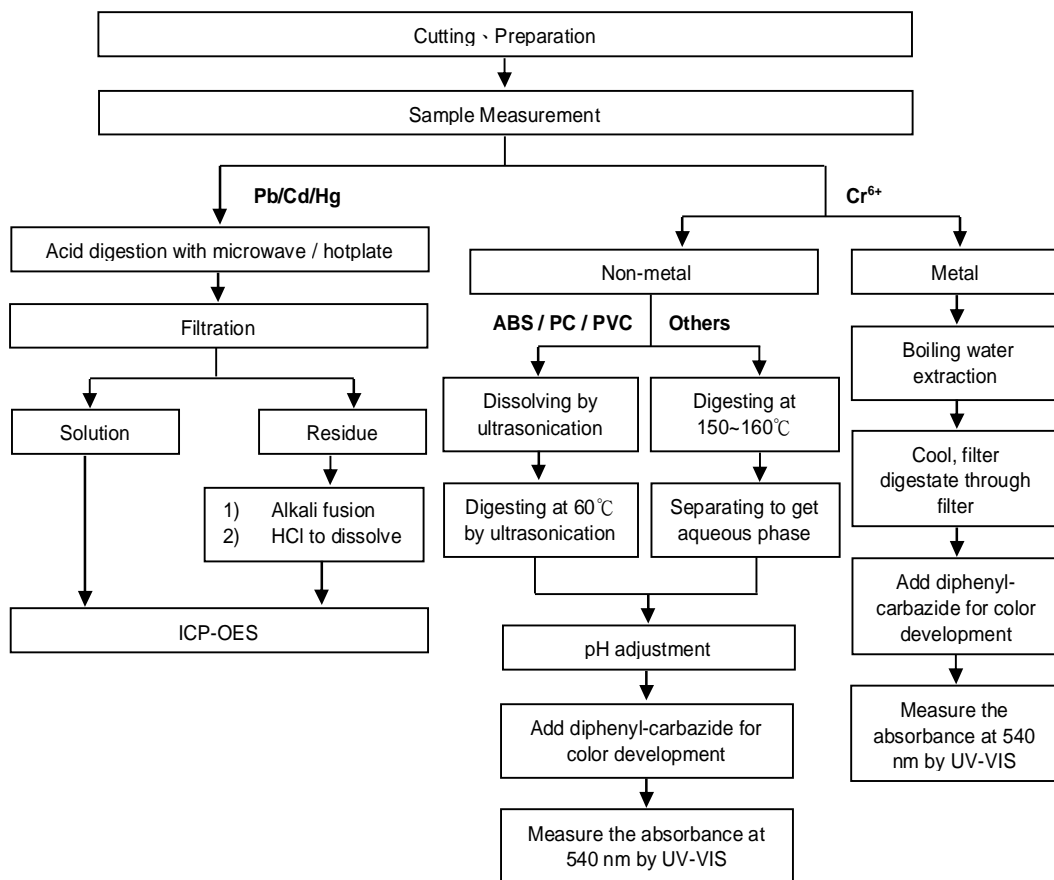 Cutting、Preparation
Sample Measurement
Pb/Cd/Hg
Cr⁶⁺
Acid digestion with microwave / hotplate
Filtration
Solution
Residue
1) Alkali fusion
2) HCl to dissolve
ICP-OES
Non-metal
ABS / PC / PVC
Others
Dissolving by
ultrasonication
Digesting at
150~160℃
Digesting at 60℃
by ultrasonication
Separating to get
aqueous phase
pH adjustment
Add diphenyl-carbazide for
color development
Measure the absorbance at
540 nm by UV-VIS
Metal
Boiling water
extraction
Cool, filter
digestate through
filter
Add diphenyl-
carbazide for color
development
Measure the
absorbance at 540
nm by UV-VIS